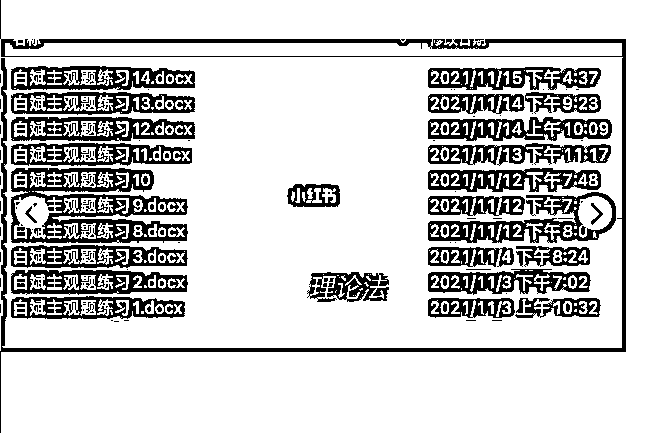 名称 修改日期
白斌主观题练习14.docx 2021/11/15 下午4:37
白斌主观题练习13.docx 2021/11/14 下午9:23
白斌主观题练习12.docx 2021/11/14 上午10:09
白斌主观题练习11.docx 2021/11/13 下午11:17
白斌主观题练习10 2021/11/12 下午7:48
小红书
白斌主观题练习9.docx 2021/11/12 下午
白斌主观题练习8.docx 2021/11/12 下午
白斌主观题练习3.docx 2021/11/4 下午8:24
白斌主观题练习2.docx 2021/11/3 下午7:02
理论法
白斌主观题练习1.docx 2021/11/3 上午10:32